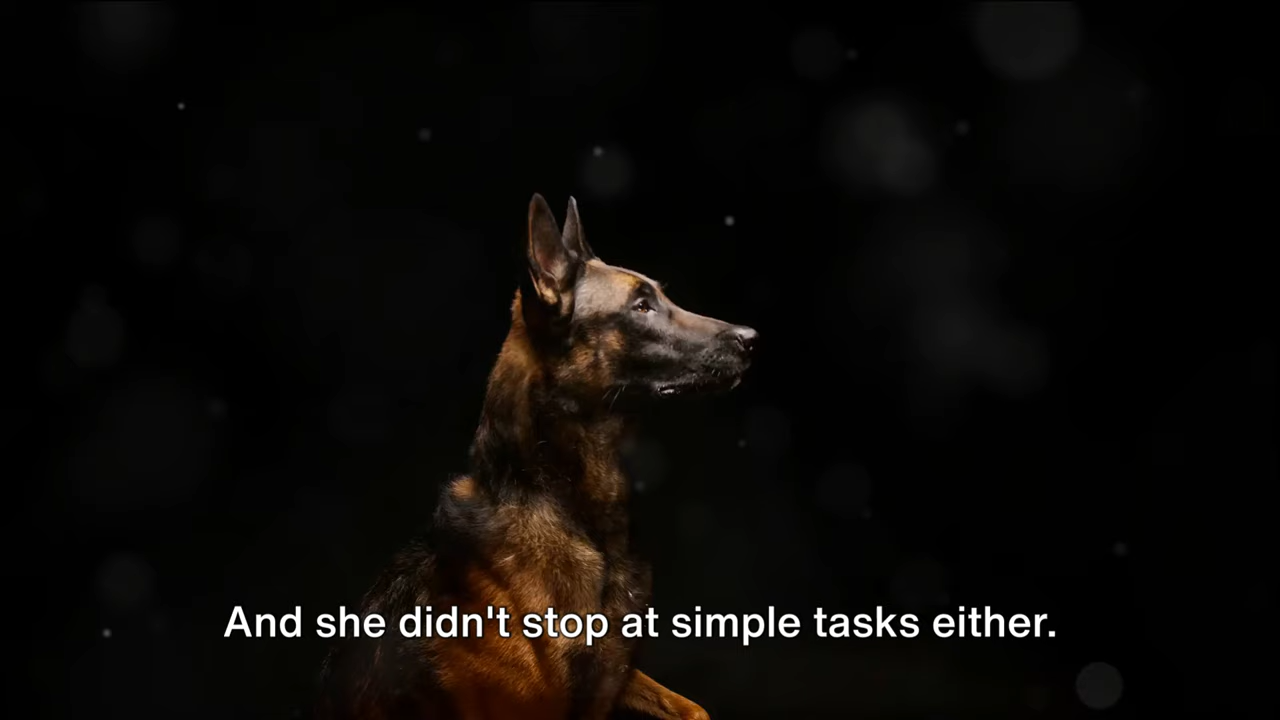 And she didn't stop at simple tasks either.